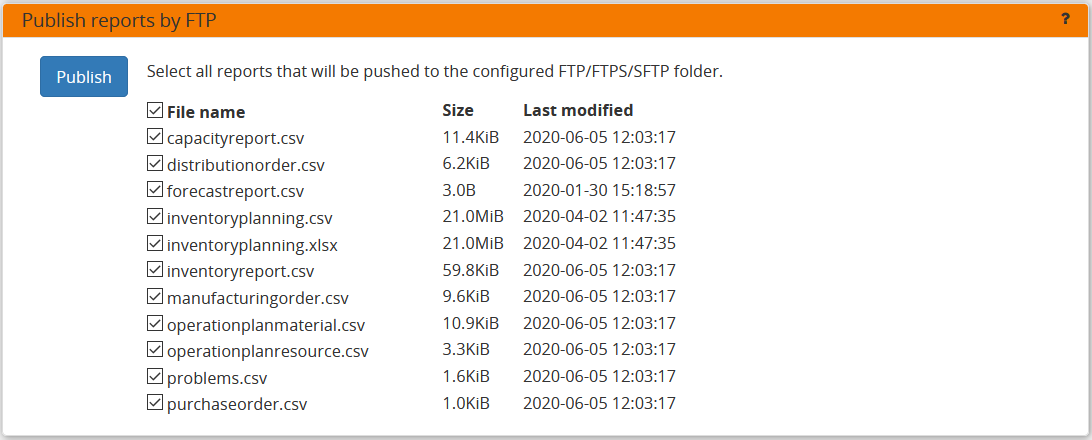 Publish reports by FTP ?
Publish Select all reports that will be pushed to the configured FTP/FTPS/SFTP folder.
File name Size Last modified
capacityreport.csv 11.4KiB 2020-06-05 12:03:17
distributionorder.csv 6.2KiB 2020-06-05 12:03:17
forecastreport.csv 3.0B 2020-01-30 15:18:57
inventoryplanning.csv 21.0MiB 2020-04-02 11:47:35
inventoryplanning.xlsx 21.0MiB 2020-04-02 11:47:35
inventoryreport.csv 59.8KiB 2020-06-05 12:03:17
manufacturingorder.csv 9.6KiB 2020-06-05 12:03:17
operationplanmaterial.csv 10.9KiB 2020-06-05 12:03:17
operationplanresource.csv 3.3KiB 2020-06-05 12:03:17
problems.csv 1.6KiB 2020-06-05 12:03:17
purchaseorder.csv 1.0KiB 2020-06-05 12:03:17